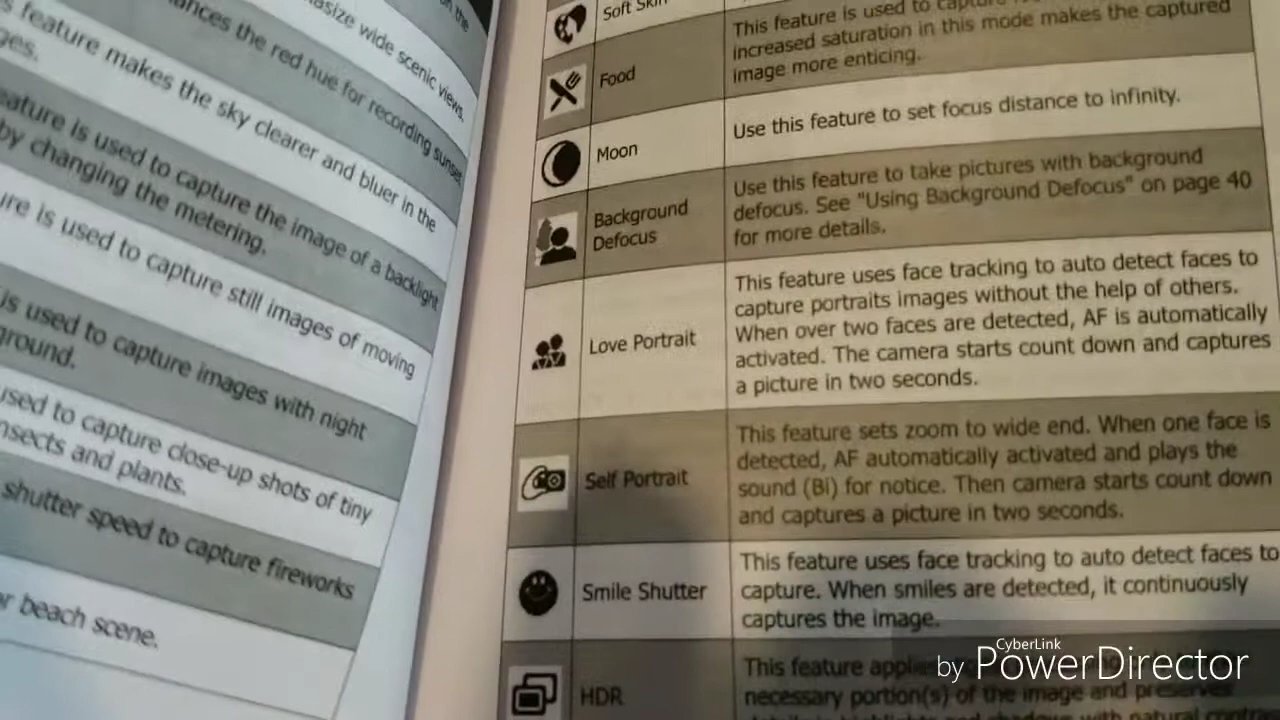 on the
asize wide scenic views.
ances the red hue for recording sunset
s feature makes the sky clearer and bluer in the
ges.
eature is used to capture the image of a backlight
by changing the metering.
ure is used to capture still images of moving
is used to capture images with night
ground.
used to capture close-up shots of tiny
nsects and plants.
shutter speed to capture fireworks
or beach scene.
Soft Skin
This feature is used to capture
Food
increased saturation in this mode makes the captured
image more enticing.
Moon
Use this feature to set focus distance to infinity.
Background
Defocus
Use this feature to take pictures with background
defocus. See "Using Background Defocus" on page 40
for more details.
Love Portrait
This feature uses face tracking to auto detect faces to
capture portraits images without the help of others.
When over two faces are detected, AF is automatically
activated. The camera starts count down and captures
a picture in two seconds.
Self Portrait
This feature sets zoom to wide end. When one face is
detected, AF automatically activated and plays the
sound (Bi) for notice. Then camera starts count down
and captures a picture in two seconds.
Smile Shutter
This feature uses face tracking to auto detect faces to
capture. When smiles are detected, it continuously
captures the image.
HDR
This feature applies
necessary portion(s) of the image and preserves
CyberLink
by PowerDirector